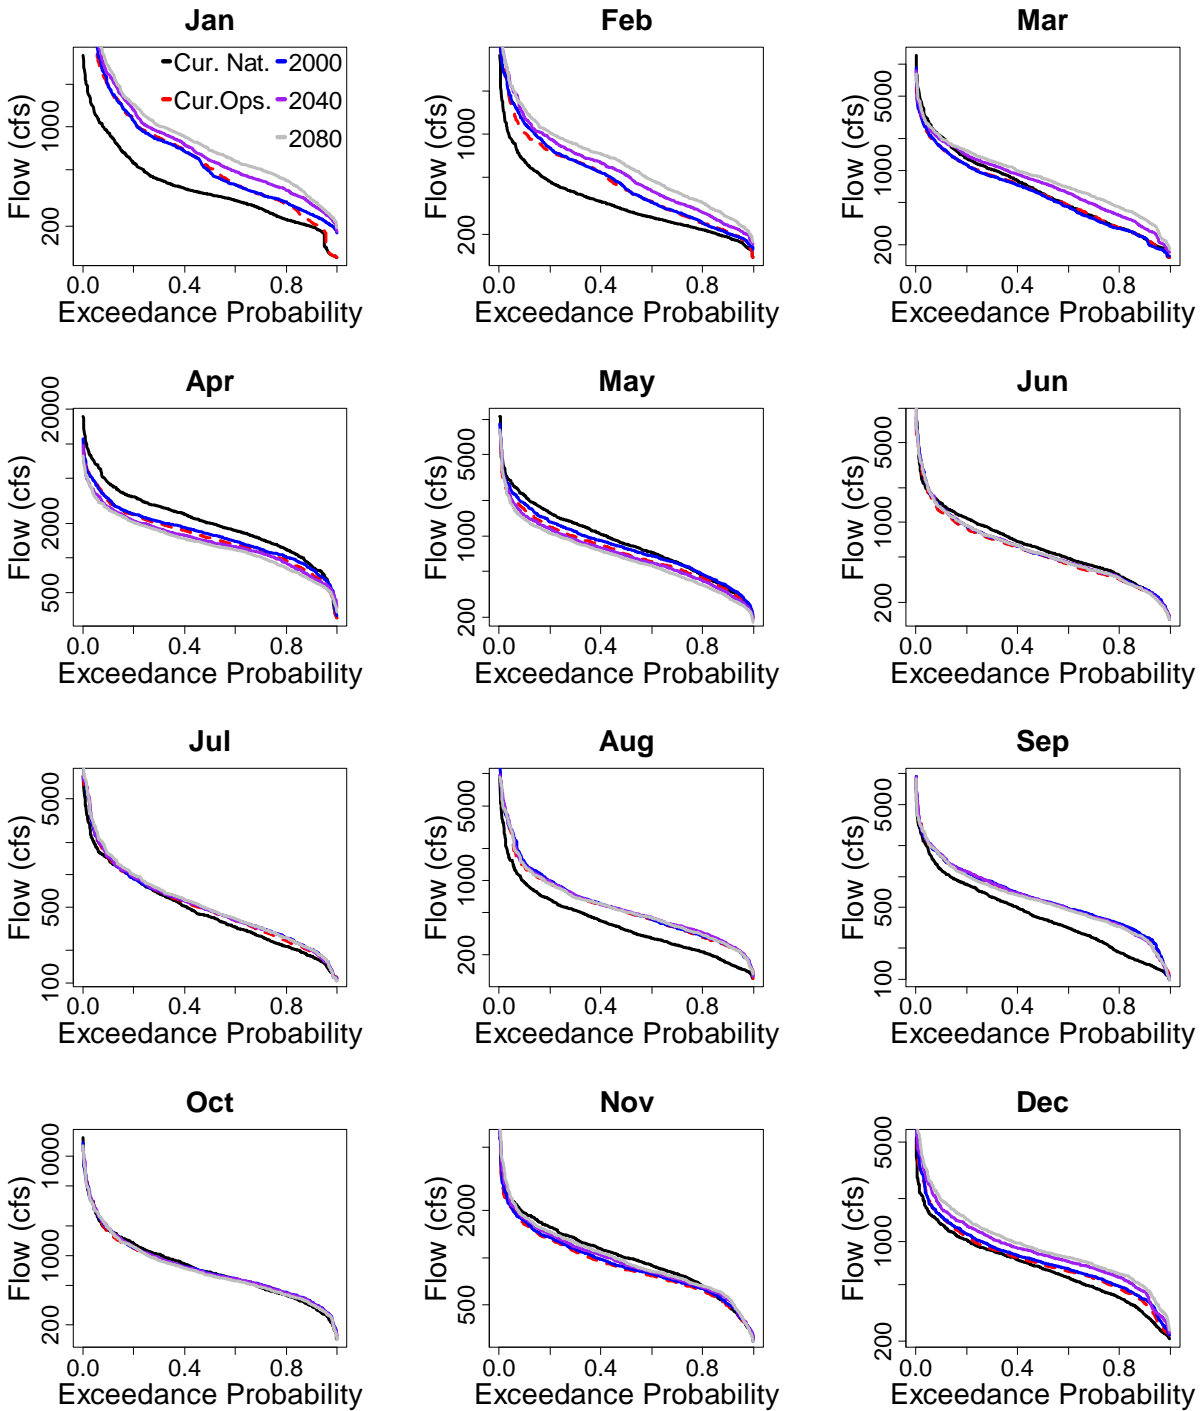 Jan Feb Mar
Flow (cfs) 200 1000
Cur. Nat. 2000
Cur.Ops. 2040
2080
0.0 0.4 0.8
Exceedance Probability
Flow (cfs) 200 1000
0.0 0.4 0.8
Exceedance Probability
Flow (cfs) 200 1000 5000
0.0 0.4 0.8
Exceedance Probability
Apr May Jun
Flow (cfs) 500 2000 20000
0.0 0.4 0.8
Exceedance Probability
Flow (cfs) 200 1000 5000
0.0 0.4 0.8
Exceedance Probability
Flow (cfs) 200 1000 5000
0.0 0.4 0.8
Exceedance Probability
Jul Aug Sep
Flow (cfs) 100 500 5000
0.0 0.4 0.8
Exceedance Probability
Flow (cfs) 200 1000 5000
0.0 0.4 0.8
Exceedance Probability
Flow (cfs) 100 500 5000
0.0 0.4 0.8
Exceedance Probability
Oct Nov Dec
Flow (cfs) 200 1000 10000
0.0 0.4 0.8
Exceedance Probability
Flow (cfs) 500 2000
0.0 0.4 0.8
Exceedance Probability
Flow (cfs) 200 1000 5000
0.0 0.4 0.8
Exceedance Probability